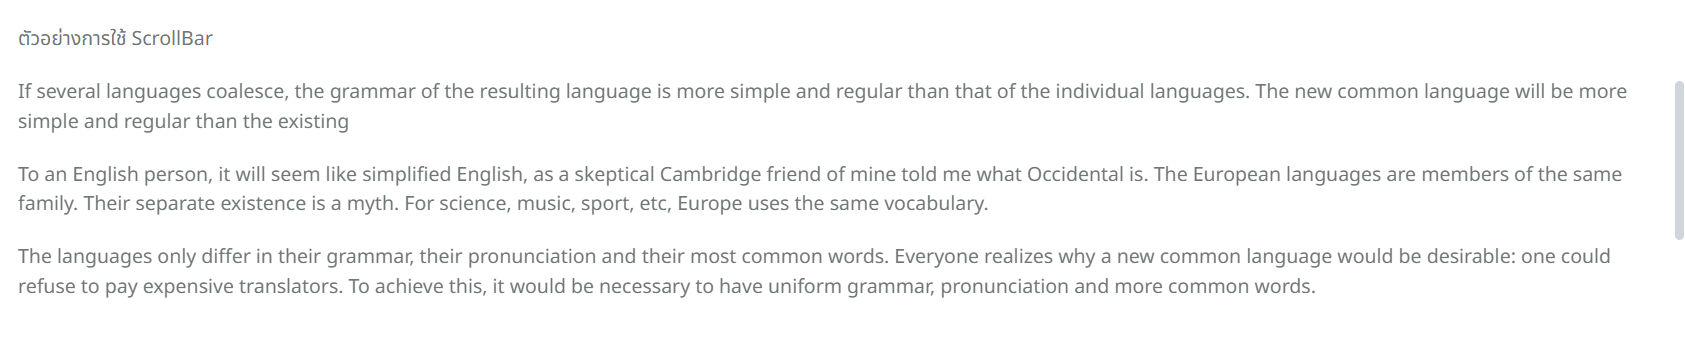 ตัวอย่างการใช้ ScrollBar
If several languages coalesce, the grammar of the resulting language is more simple and regular than that of the individual languages. The new common language will be more
simple and regular than the existing
To an English person, it will seem like simplified English, as a skeptical Cambridge friend of mine told me what Occidental is. The European languages are members of the same
family. Their separate existence is a myth. For science, music, sport, etc, Europe uses the same vocabulary.
The languages only differ in their grammar, their pronunciation and their most common words. Everyone realizes why a new common language would be desirable: one could
refuse to pay expensive translators. To achieve this, it would be necessary to have uniform grammar, pronunciation and more common words.